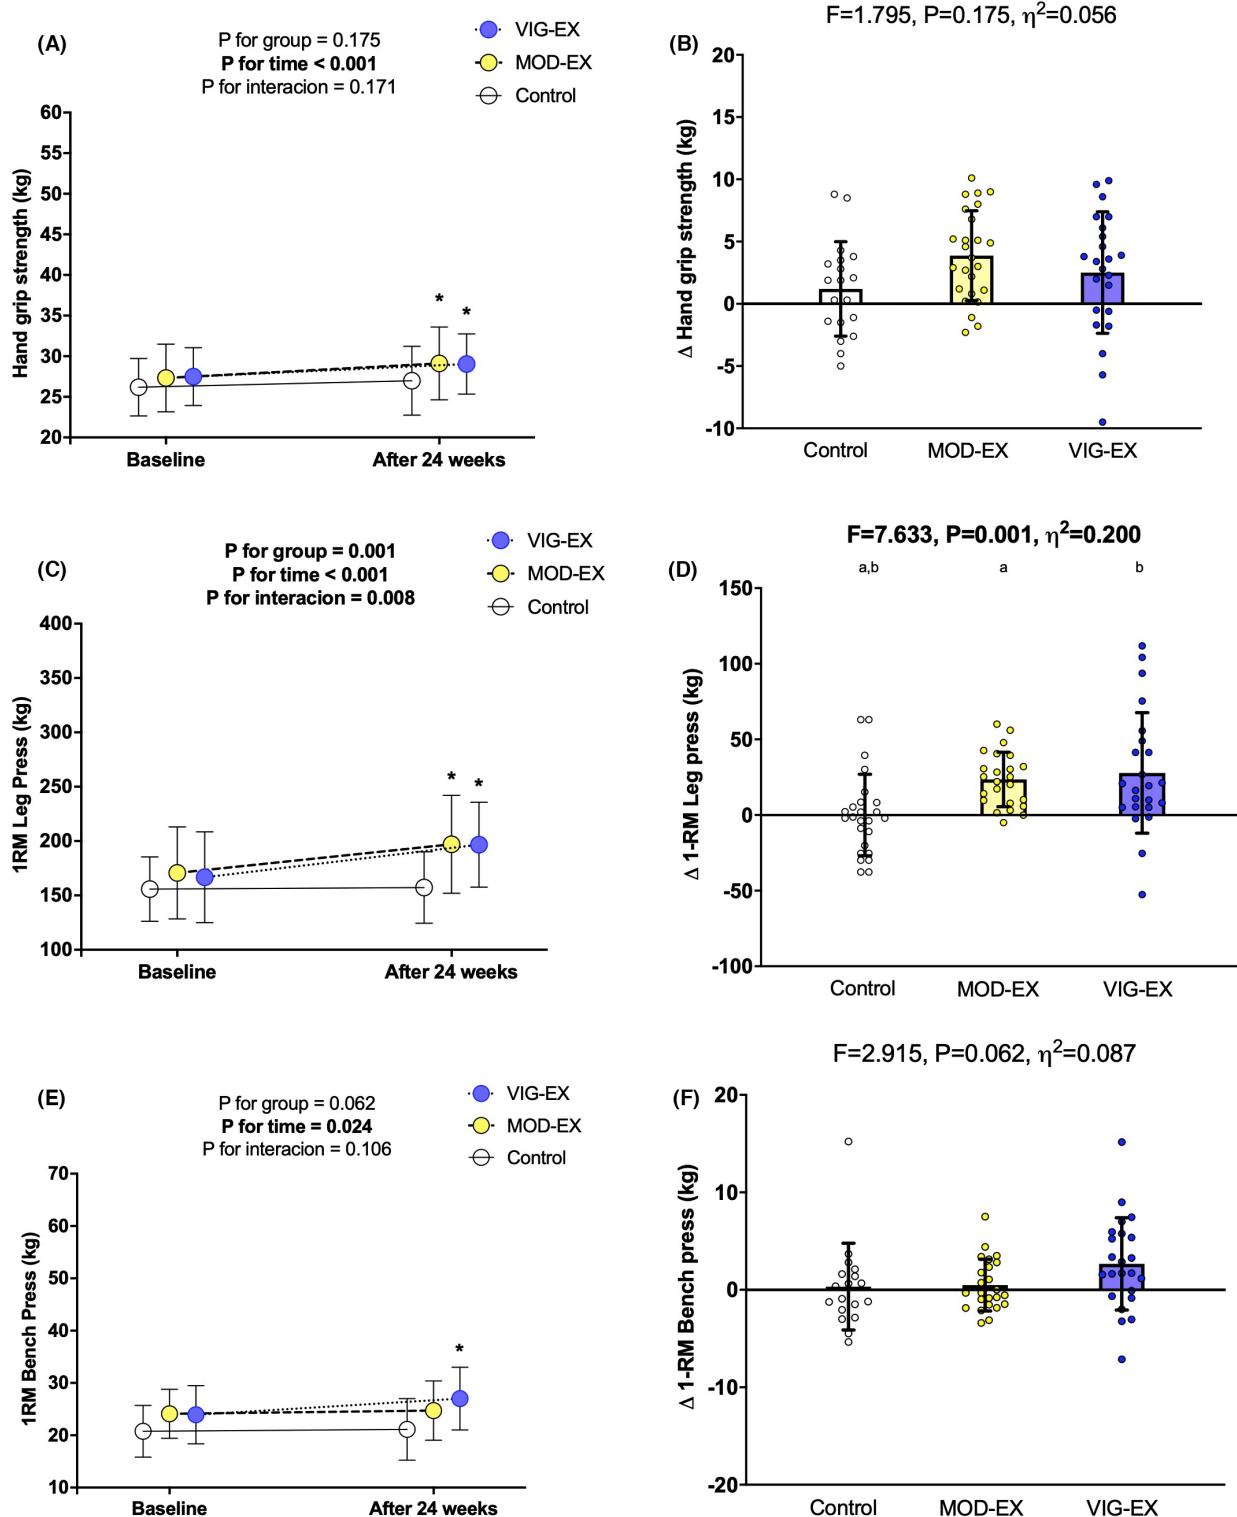 (A)
P for group = 0.175
P for time < 0.001
P for interacion = 0.171
VIG-EX
MOD-EX
Control
Hand grip strength (kg)
60
55
50
45
40
35
30
25
20
*
*
Baseline
After 24 weeks
(B)
F=1.795, P=0.175, η²=0.056
Δ Hand grip strength (kg)
20
15
10
5
0
-5
-10
Control
MOD-EX
VIG-EX
(C)
P for group = 0.001
P for time < 0.001
P for interacion = 0.008
VIG-EX
MOD-EX
Control
1RM Leg Press (kg)
400
350
300
250
200
150
100
*
*
Baseline
After 24 weeks
(D)
F=7.633, P=0.001, η²=0.200
a,b
a
b
Δ 1-RM Leg press (kg)
150
100
50
0
-50
-100
Control
MOD-EX
VIG-EX
(E)
P for group = 0.062
P for time = 0.024
P for interacion = 0.106
VIG-EX
MOD-EX
Control
1RM Bench Press (kg)
70
60
50
40
30
20
10
*
Baseline
After 24 weeks
(F)
F=2.915, P=0.062, η²=0.087
Δ 1-RM Bench press (kg)
20
10
0
-10
-20
Control
MOD-EX
VIG-EX